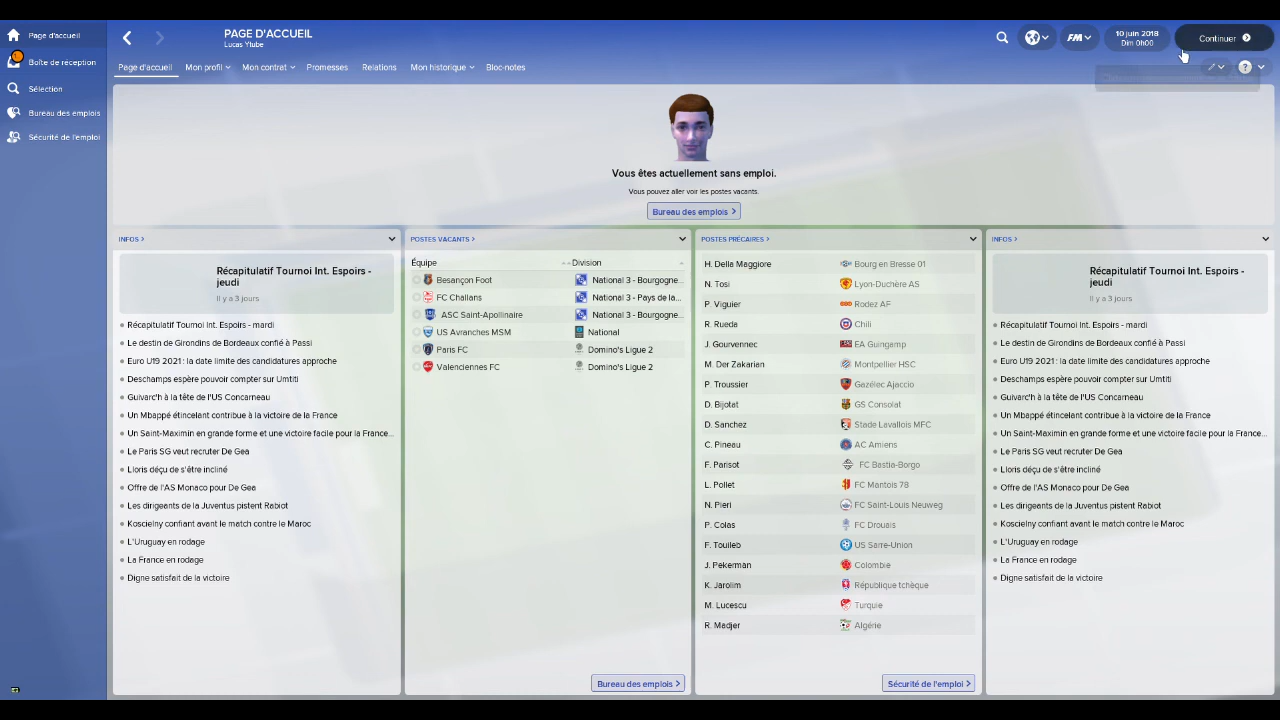 Page d'accueil
Boîte de réception
Sélection
Bureau des emplois
Sécurité de l'emploi
PAGE D'ACCUEIL
Lucas Ytube
FM
10 juin 2018
Dim 0h00
Continuer
Page d'accueil
Mon profil
Mon contrat
Promesses
Relations
Mon historique
Bloc-notes
?
Vous êtes actuellement sans emploi.
Vous pouvez aller voir les postes vacants.
Bureau des emplois >
INFOS >
Récapitulatif Tournoi Int. Espoirs -
jeudi
Il y a 3 jours
Récapitulatif Tournoi Int. Espoirs - mardi
Le destin de Girondins de Bordeaux confié à Passi
Euro U19 2021 : la date limite des candidatures approche
Deschamps espère pouvoir compter sur Umtiti
Guivarc'h à la tête de l'US Concarneau
Un Mbappé étincelant contribue à la victoire de la France
Un Saint-Maximin en grande forme et une victoire facile pour la France...
Le Paris SG veut recruter De Gea
Lloris déçu de s'être incliné
Offre de l'AS Monaco pour De Gea
Les dirigeants de la Juventus pistent Rabiot
Koscielny confiant avant le match contre le Maroc
L'Uruguay en rodage
La France en rodage
Digne satisfait de la victoire
POSTES VACANTS >
Équipe Division
Besançon Foot National 3 - Bourgogne...
FC Challans National 3 - Pays de la...
ASC Saint-Apollinaire National 3 - Bourgogne...
US Avranches MSM National
Paris FC Domino's Ligue 2
Valenciennes FC Domino's Ligue 2
Bureau des emplois >
POSTES PRÉCAIRES >
H. Della Maggiore Bourg en Bresse 01
N. Tosi Lyon-Duchère AS
P. Viguier Rodez AF
R. Rueda Chili
J. Gourvennec EA Guingamp
M. Der Zakarian Montpellier HSC
P. Troussier Gazélec Ajaccio
D. Bijotat GS Consolat
D. Sanchez Stade Lavallois MFC
C. Pineau AC Amiens
F. Parisot FC Bastia-Borgo
L. Pollet FC Mantois 78
N. Pieri FC Saint-Louis Neuweg
P. Colas FC Drouais
F. Touileb US Sarre-Union
J. Pekerman Colombie
K. Jarolim République tchèque
M. Lucescu Turquie
R. Madjer Algérie
Sécurité de l'emploi >
INFOS >
Récapitulatif Tournoi Int. Espoirs -
jeudi
Il y a 3 jours
Récapitulatif Tournoi Int. Espoirs - mardi
Le destin de Girondins de Bordeaux confié à Passi
Euro U19 2021 : la date limite des candidatures approche
Deschamps espère pouvoir compter sur Umtiti
Guivarc'h à la tête de l'US Concarneau
Un Mbappé étincelant contribue à la victoire de la France
Un Saint-Maximin en grande forme et une victoire facile pour la France...
Le Paris SG veut recruter De Gea
Lloris déçu de s'être incliné
Offre de l'AS Monaco pour De Gea
Les dirigeants de la Juventus pistent Rabiot
Koscielny confiant avant le match contre le Maroc
L'Uruguay en rodage
La France en rodage
Digne satisfait de la victoire